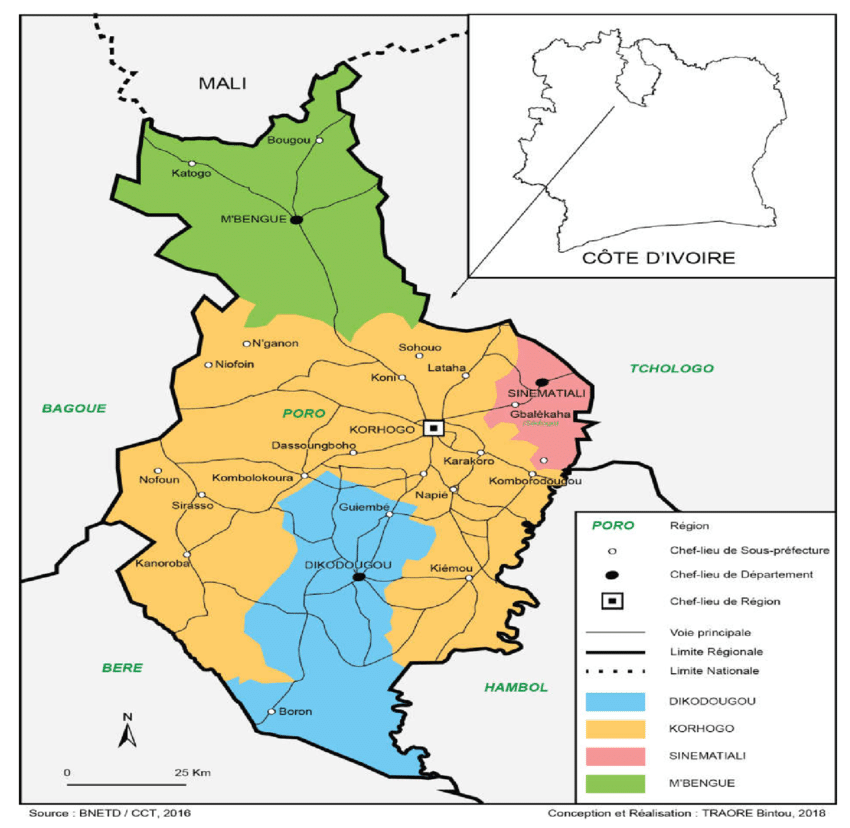 MALI
Bougou
Katogo
M'BENGUE
CÔTE D'IVOIRE
N'ganon
Sohouo
Niofoin
Lataha
Koni
TCHOLOGO
SINEMATIALI
BAGOUE
PORO
Gbalèkaha
KORHOGO
Dassoungboho
Karakoro
Nofoun
Kombolokoura
Komborodougou
Sirasso
Napié
Guiembé
Kanoroba
DIKODOUGOU
Kiémou
BERE
HAMBOL
Boron
N
0 25 Km
PORO Région
Chef-lieu de Sous-préfecture
Chef-lieu de Département
Chef-lieu de Région
Voie principale
Limite Régionale
Limite Nationale
DIKODOUGOU
KORHOGO
SINEMATIALI
M'BENGUE
Source : BNETD / CCT, 2016
Conception et Réalisation : TRAORE Bintou, 2018